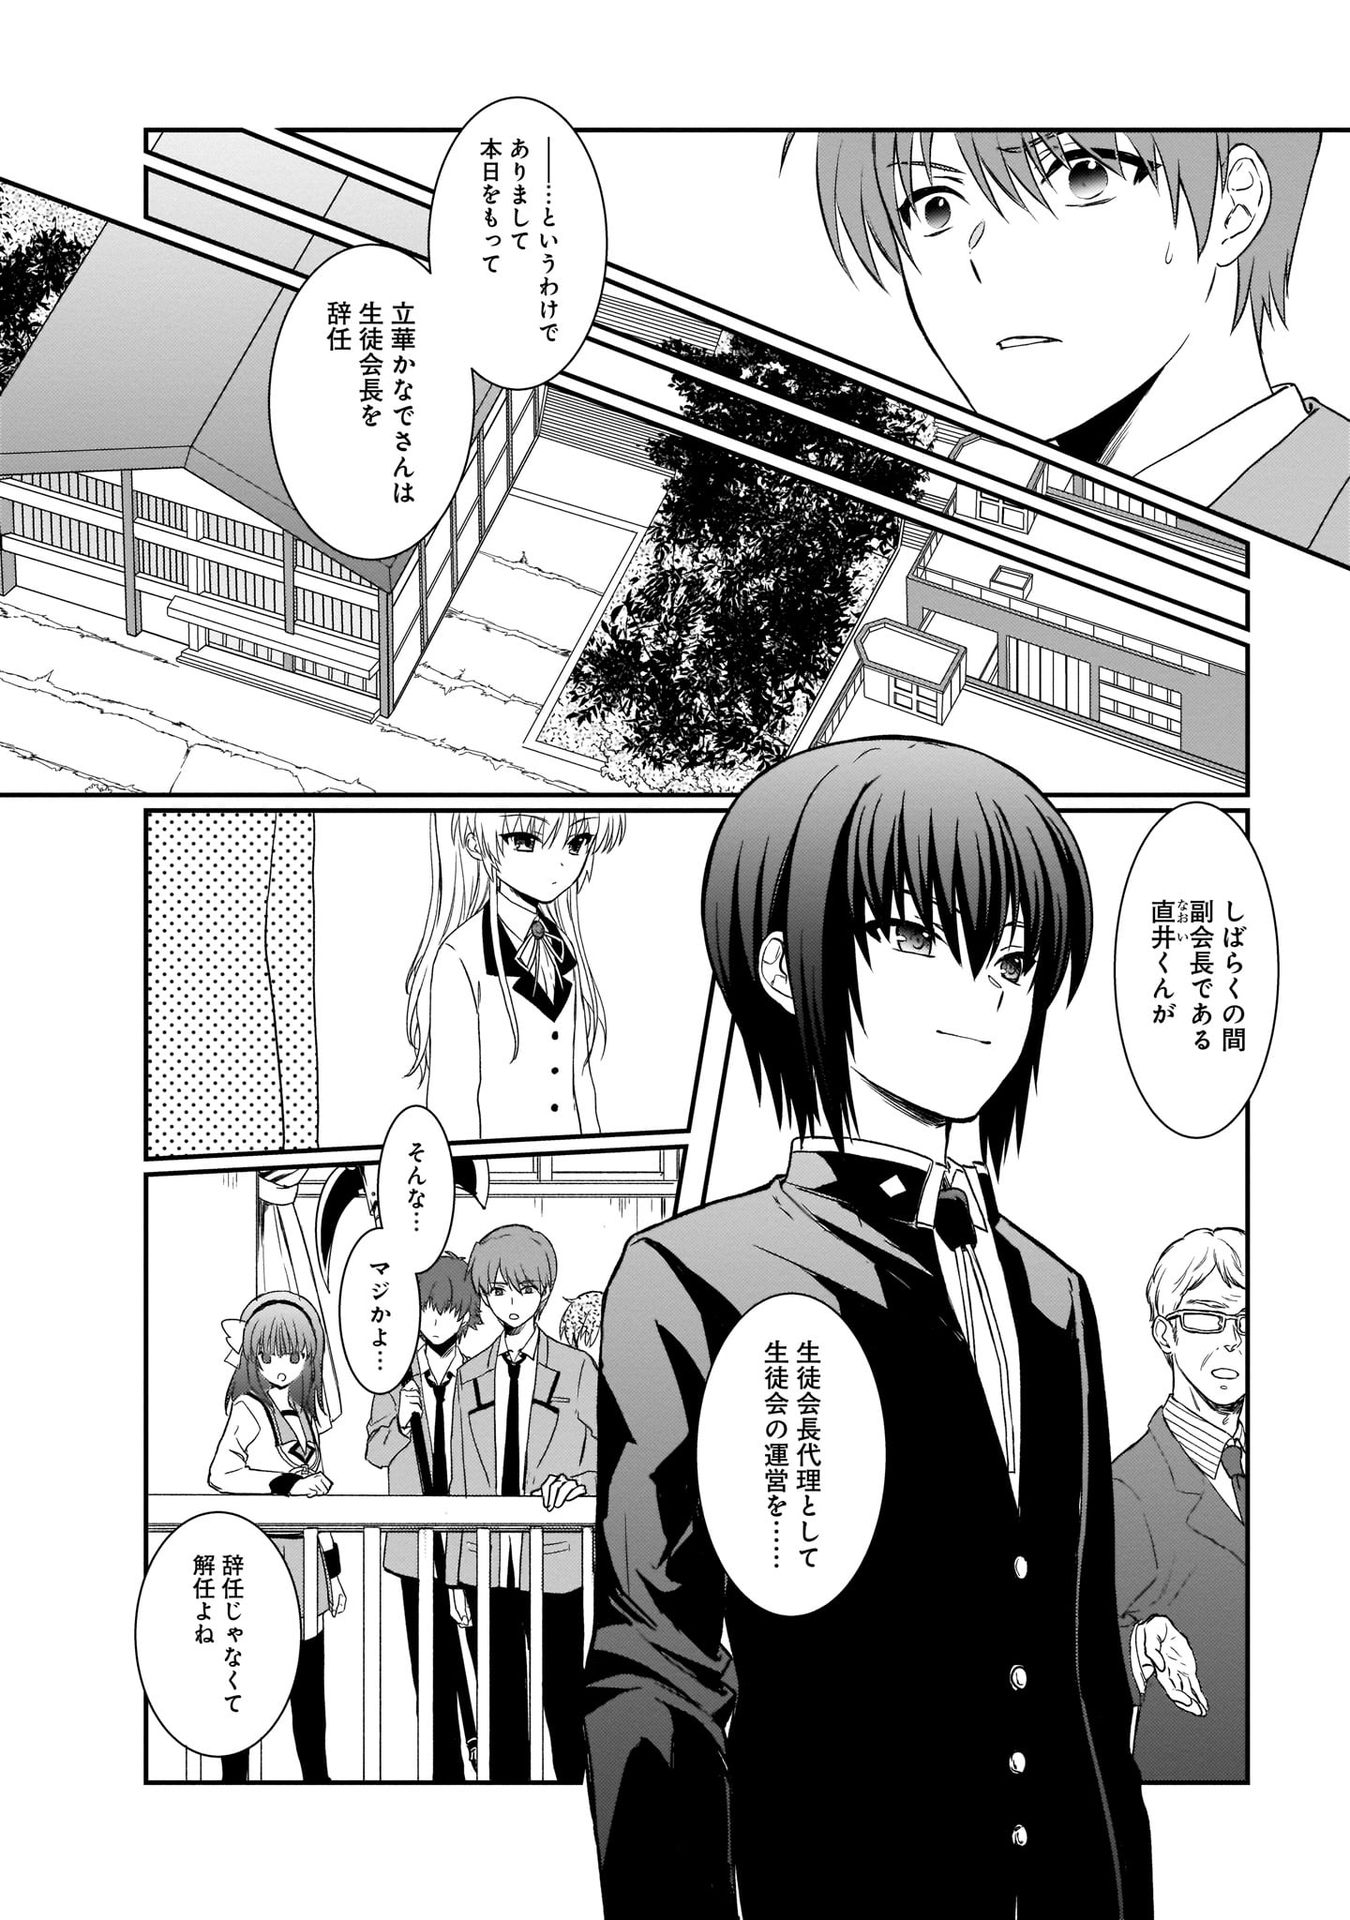 ――…というわけで
ありまして
本日をもって
立華かなでさんは
生徒会長を
辞任
しばらくの間
副会長である
直井くんが
なおい
生徒会長代理として
生徒会の運営を……
そんな…
マジかよ…
辞任じゃなくて
解任よね